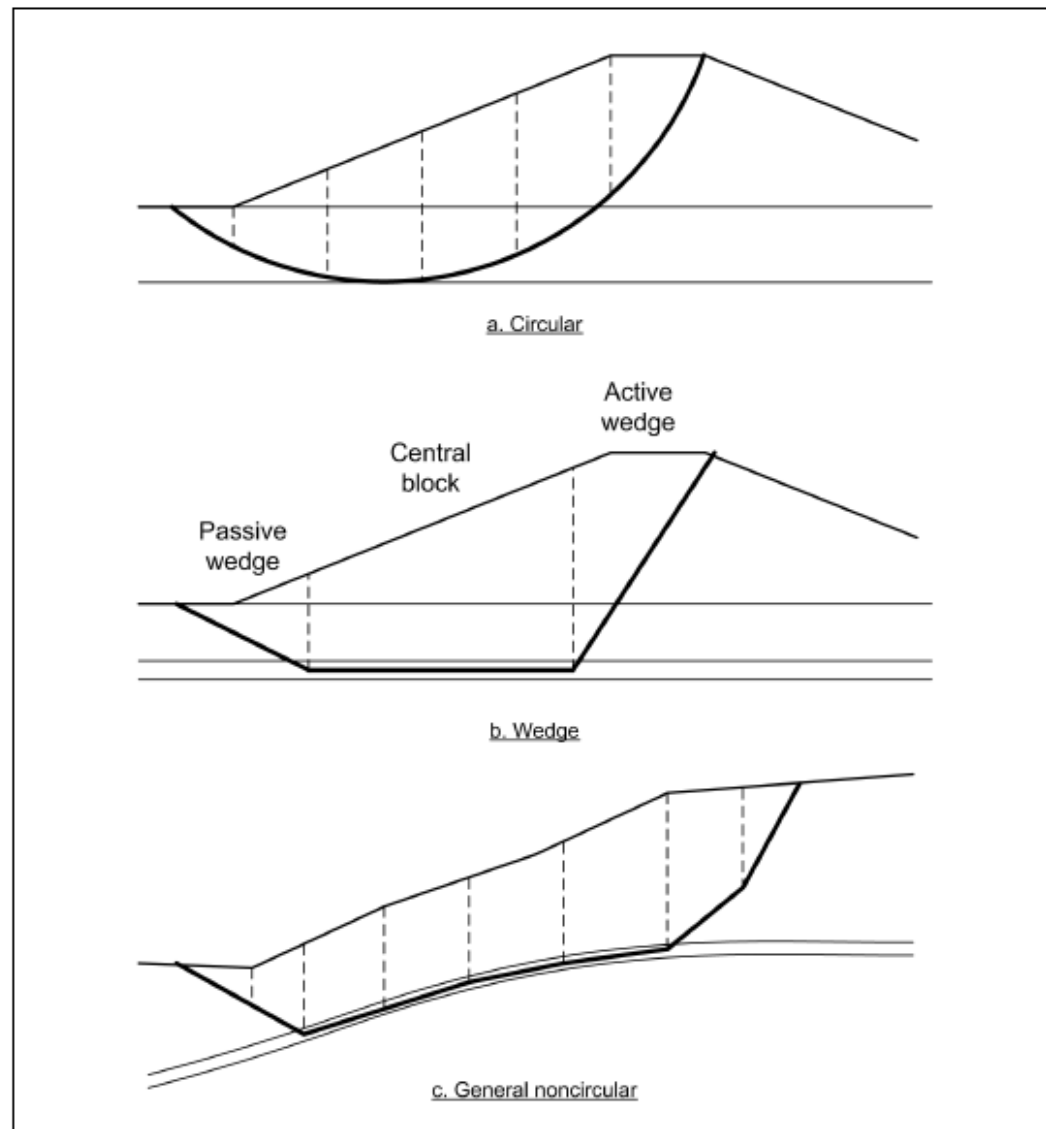 a. Circular
Active
wedge
Central
block
Passive
wedge
b. Wedge
c. General noncircular